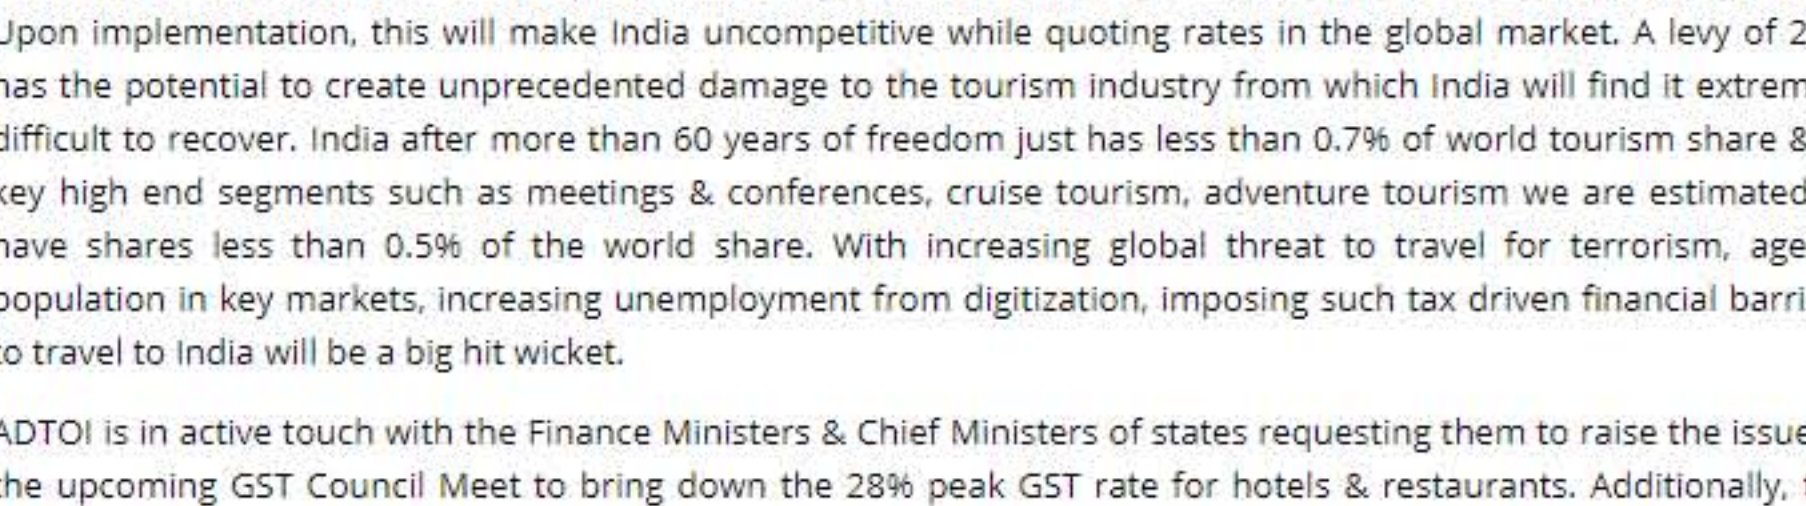 Upon implementation, this will make India uncompetitive while quoting rates in the global market. A levy of 2
has the potential to create unprecedented damage to the tourism industry from which India will find it extrem
difficult to recover. India after more than 60 years of freedom just has less than 0.7% of world tourism share &
key high end segments such as meetings & conferences, cruise tourism, adventure tourism we are estimated
have shares less than 0.5% of the world share. With increasing global threat to travel for terrorism, age
population in key markets, increasing unemployment from digitization, imposing such tax driven financial barri
to travel to India will be a big hit wicket.
ADTOI is in active touch with the Finance Ministers & Chief Ministers of states requesting them to raise the issue
the upcoming GST Council Meet to bring down the 28% peak GST rate for hotels & restaurants. Additionally,